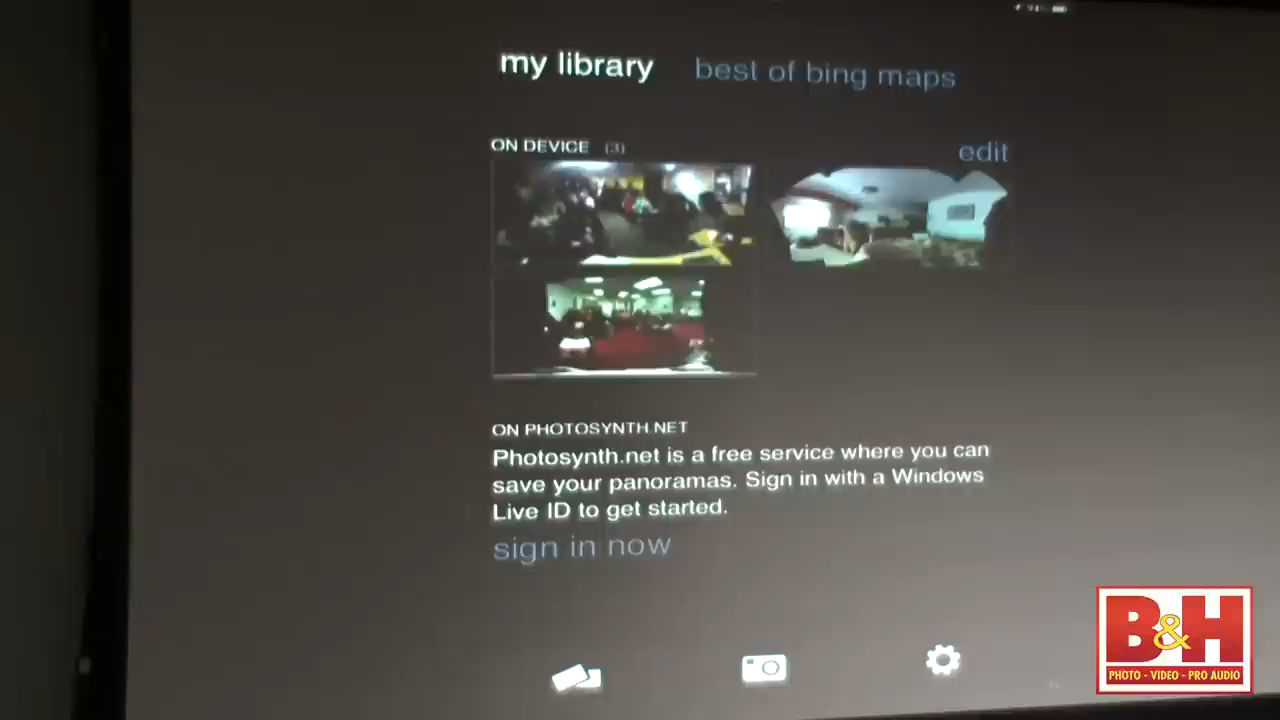 my library
best of bing maps
ON DEVICE (3)
edit
ON PHOTOSYNTH.NET
Photosynth.net is a free service where you can
save your panoramas. Sign in with a Windows
Live ID to get started.
sign in now
B&H
PHOTO - VIDEO - PRO AUDIO